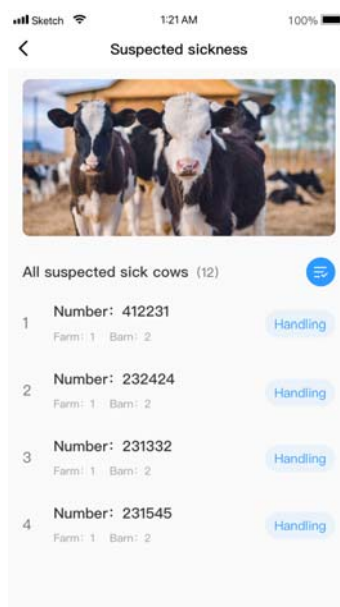 Sketch 1:21 AM 100%
Suspected sickness
All suspected sick cows (12)
1 Number：412231 Handling
Farm：1 Barn：2
2 Number：232424 Handling
Farm：1 Barn：2
3 Number：231332 Handling
Farm：1 Barn：2
4 Number：231545 Handling
Farm：1 Barn：2